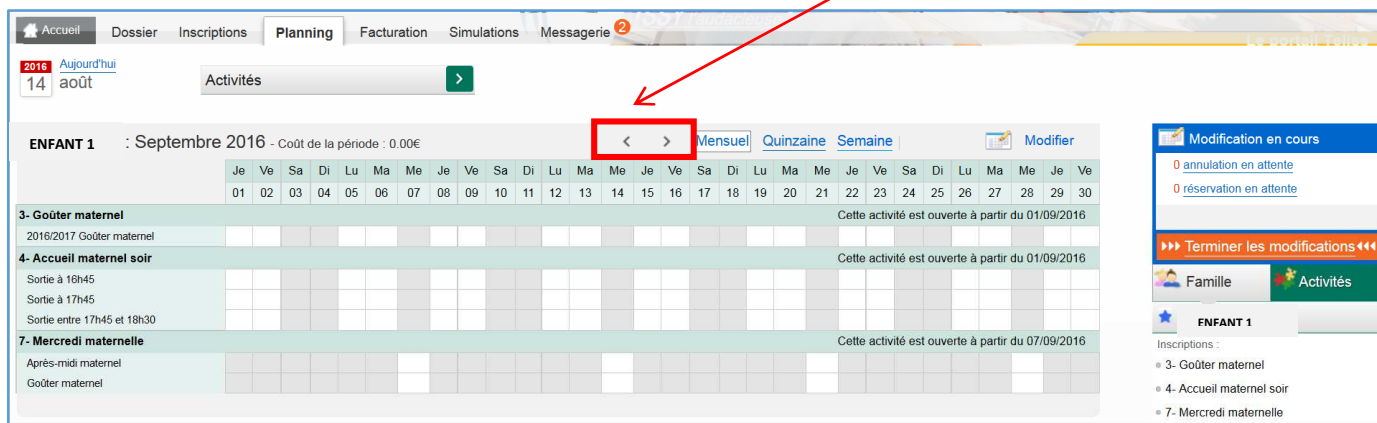 Accueil Dossier Inscriptions Planning Facturation Simulations Messagerie 2
Le portail Teliss
2016 Aujourd'hui
14 août
Activités >
ENFANT 1 : Septembre 2016 - Coût de la période : 0.00€ < > Mensuel Quinzaine Semaine Modifier
Je Ve Sa Di Lu Ma Me Je Ve Sa Di Lu Ma Me Je Ve Sa Di Lu Ma Me Je Ve Sa Di Lu Ma Me Je Ve
01 02 03 04 05 06 07 08 09 10 11 12 13 14 15 16 17 18 19 20 21 22 23 24 25 26 27 28 29 30
3- Goûter maternel Cette activité est ouverte à partir du 01/09/2016
2016/2017 Goûter maternel
4- Accueil maternel soir Cette activité est ouverte à partir du 01/09/2016
Sortie à 16h45
Sortie à 17h45
Sortie entre 17h45 et 18h30
7- Mercredi maternelle Cette activité est ouverte à partir du 07/09/2016
Après-midi maternel
Goûter maternel
Modification en cours
0 annulation en attente
0 réservation en attente
Terminer les modifications
Famille Activités
ENFANT 1
Inscriptions :
3- Goûter maternel
4- Accueil maternel soir
7- Mercredi maternelle